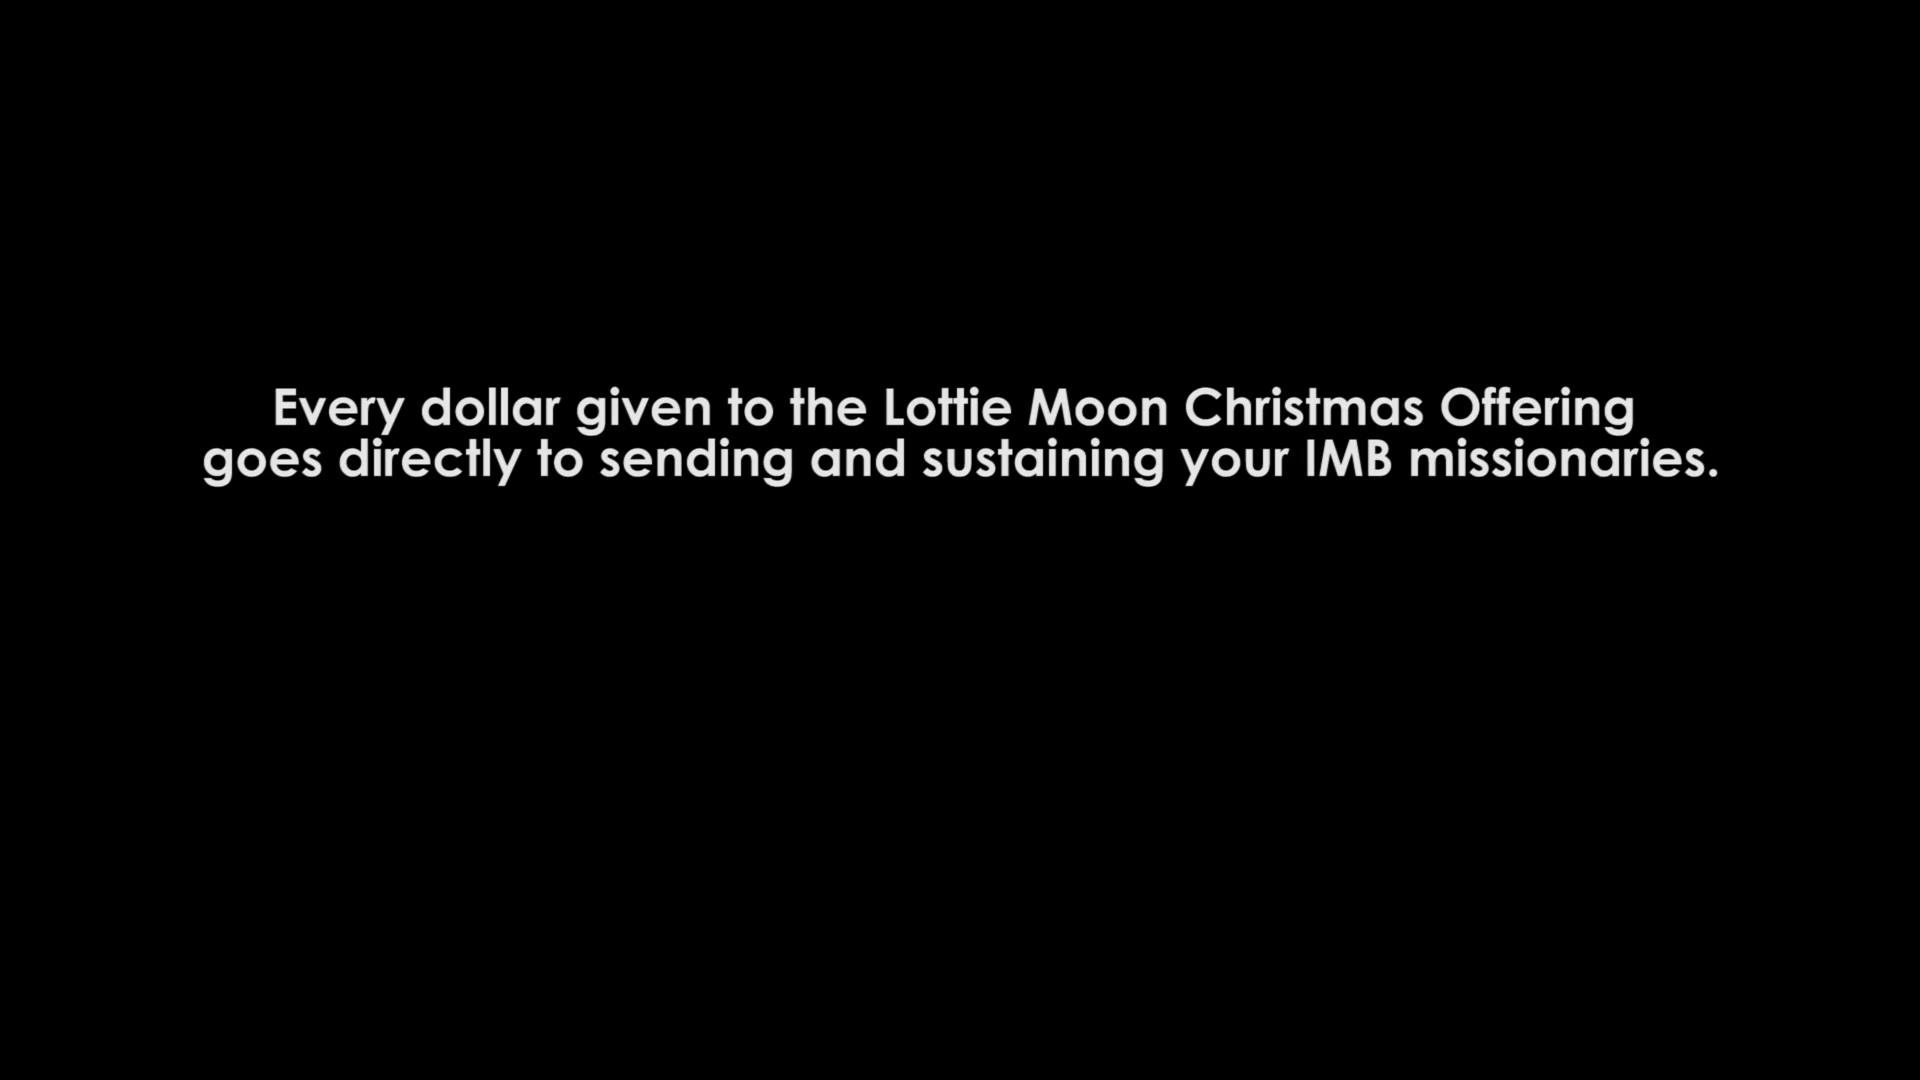 Every dollar given to the Lottie Moon Christmas Offering
goes directly to sending and sustaining your IMB missionaries.